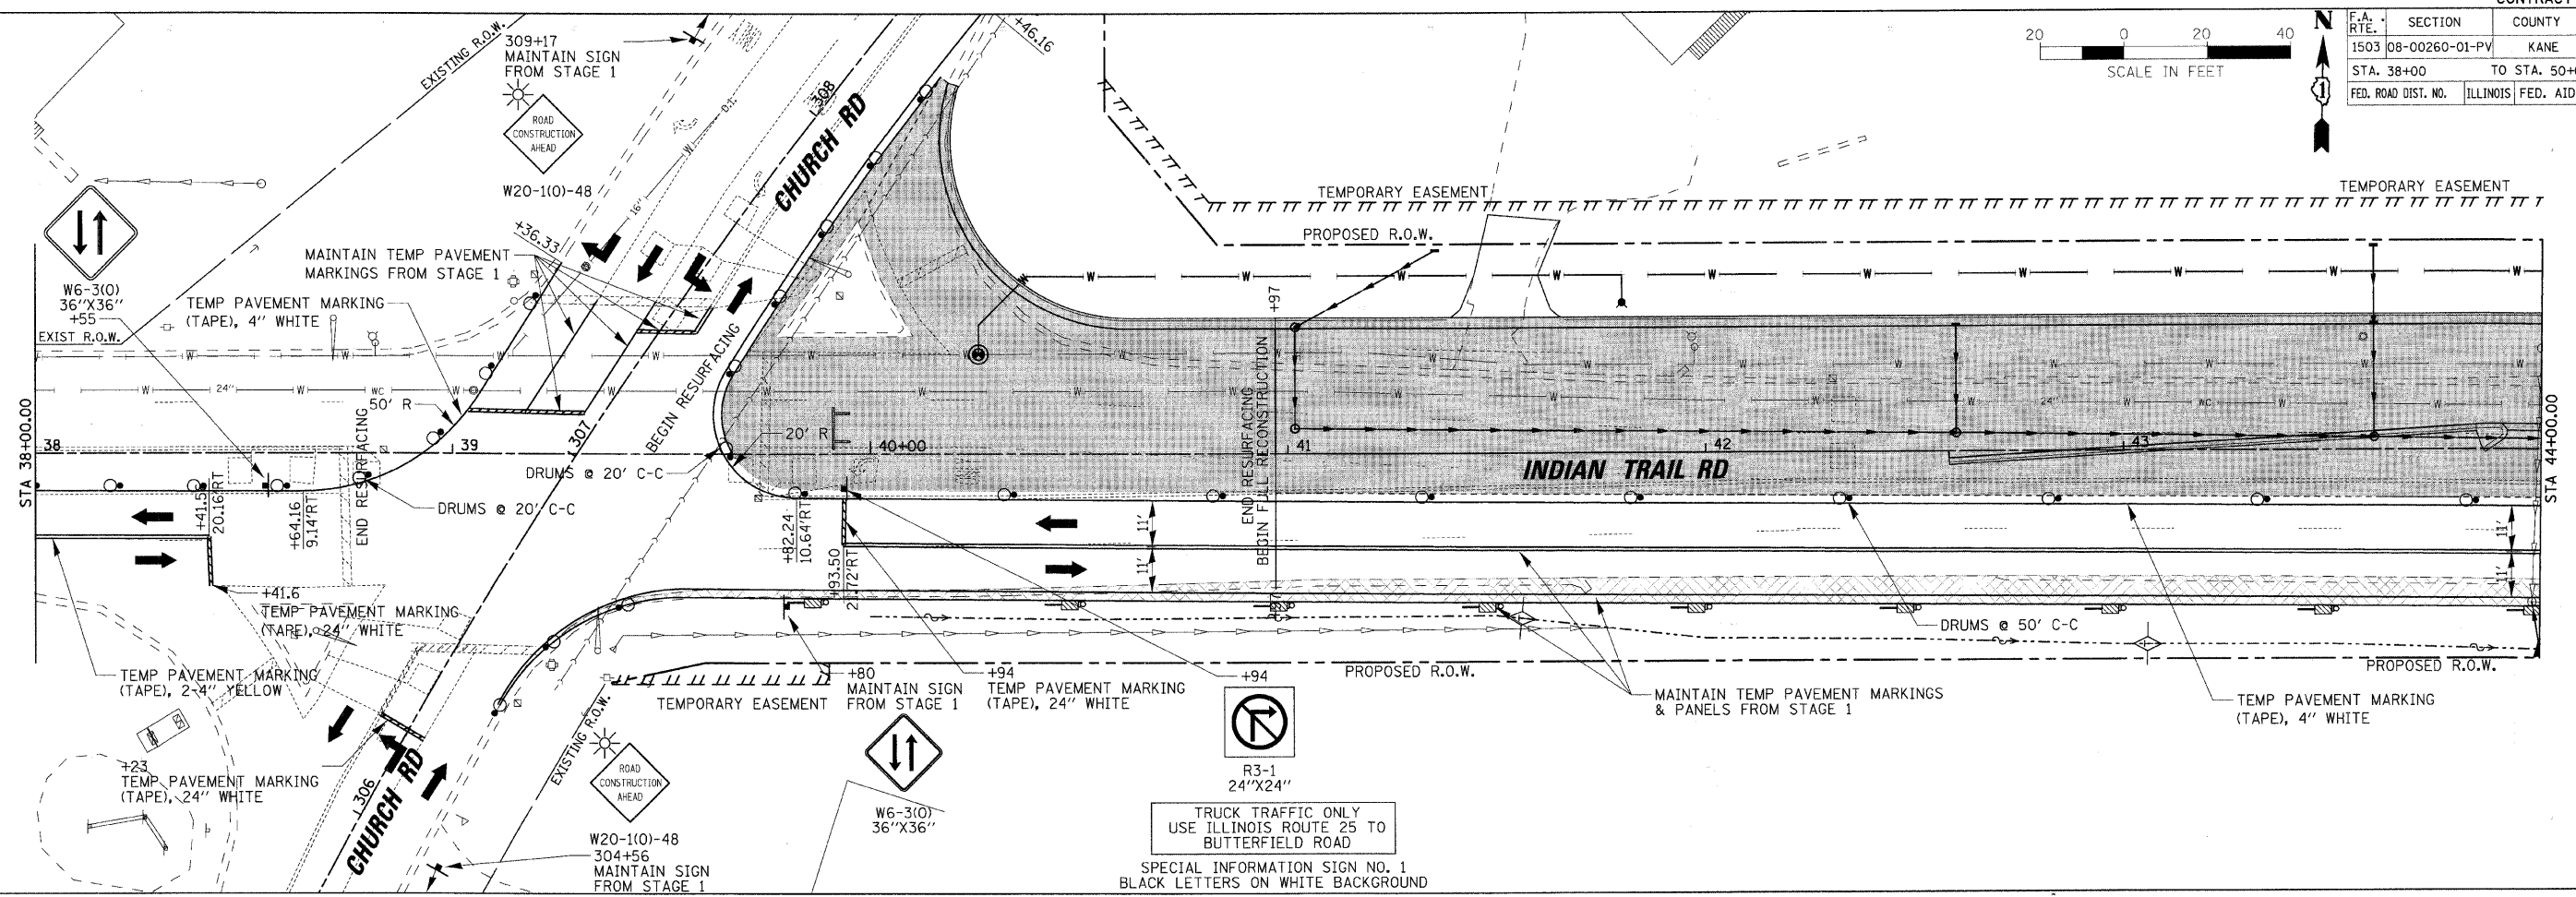 CONTRACT
F.A. RTE.
SECTION
COUNTY
1503
08-00260-01-PV
KANE
STA. 38+00
TO STA. 50+
FED. ROAD DIST. NO.
ILLINOIS
FED. AID
N
1
20
0
20
40
SCALE IN FEET
EXISTING R.O.W.
309+17
MAINTAIN SIGN
FROM STAGE 1
ROAD
CONSTRUCTION
AHEAD
W20-1(0)-48
+46.16
308
CHURCH RD
D.I.
W
16"
+36.33
TEMPORARY EASEMENT
TEMPORARY EASEMENT
PROPOSED R.O.W.
W6-3(0)
36"X36"
+55
EXIST R.O.W.
MAINTAIN TEMP PAVEMENT
MARKINGS FROM STAGE 1
TEMP PAVEMENT MARKING
(TAPE), 4" WHITE
W W W W W W W W W
24"
WC
50' R
STA 38+00.00
38
39
307
END RESURFACING
BEGIN RESURFACING
20' R
40+00
41
42
43
+97
END RESURFACING
BEGIN FULL RECONSTRUCTION
+97
24"
WC
INDIAN TRAIL RD
STA 44+00.00
DRUMS @ 20' C-C
DRUMS @ 20' C-C
+41.56
20.16'RT
+64.16
9.14'RT
+82.24
10.64'RT
+93.50
21.72'RT
11'
11'
11'
11'
+41.6
TEMP PAVEMENT MARKING
(TAPE), 24" WHITE
TEMP PAVEMENT MARKING
(TAPE), 2-4" YELLOW
+23
TEMP PAVEMENT MARKING
(TAPE), 24" WHITE
306
CHURCH RD
EXISTING R.O.W.
TEMPORARY EASEMENT
+80
MAINTAIN SIGN
FROM STAGE 1
+94
TEMP PAVEMENT MARKING
(TAPE), 24" WHITE
+94
PROPOSED R.O.W.
DRUMS @ 50' C-C
PROPOSED R.O.W.
MAINTAIN TEMP PAVEMENT MARKINGS
& PANELS FROM STAGE 1
TEMP PAVEMENT MARKING
(TAPE), 4" WHITE
ROAD
CONSTRUCTION
AHEAD
W20-1(0)-48
304+56
MAINTAIN SIGN
FROM STAGE 1
W6-3(0)
36"X36"
R3-1
24"X24"
TRUCK TRAFFIC ONLY
USE ILLINOIS ROUTE 25 TO
BUTTERFIELD ROAD
SPECIAL INFORMATION SIGN NO. 1
BLACK LETTERS ON WHITE BACKGROUND